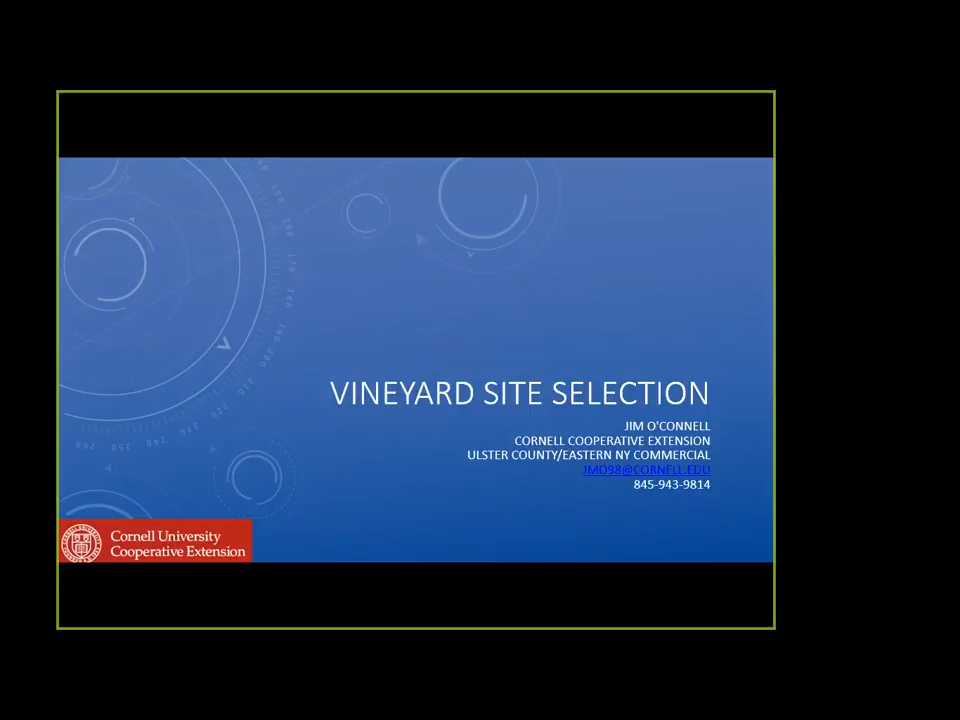 VINEYARD SITE SELECTION
JIM O'CONNELL
CORNELL COOPERATIVE EXTENSION
ULSTER COUNTY/EASTERN NY COMMERCIAL
JMO98@CORNELL.EDU
845-943-9814
Cornell University
Cooperative Extension